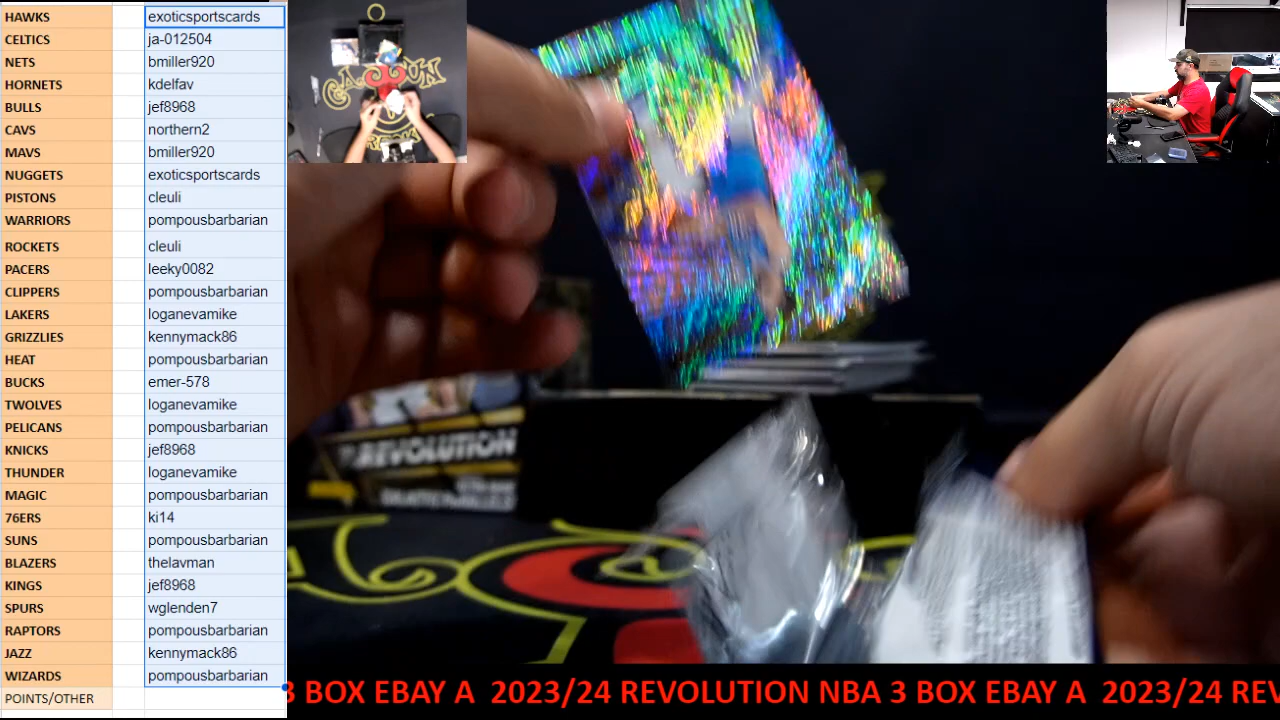 HAWKS exoticsportscards
CELTICS ja-012504
NETS bmiller920
HORNETS kdelfav
BULLS jef8968
CAVS northern2
MAVS bmiller920
NUGGETS exoticsportscards
PISTONS cleuli
WARRIORS pompousbarbarian
ROCKETS cleuli
PACERS leeky0082
CLIPPERS pompousbarbarian
LAKERS loganevamike
GRIZZLIES kennymack86
HEAT pompousbarbarian
BUCKS emer-578
TWOLVES loganevamike
PELICANS pompousbarbarian
KNICKS jef8968
THUNDER loganevamike
MAGIC pompousbarbarian
76ERS ki14
SUNS pompousbarbarian
BLAZERS thelavman
KINGS jef8968
SPURS wglenden7
RAPTORS pompousbarbarian
JAZZ kennymack86
WIZARDS pompousbarbarian
POINTS/OTHER
REVOLUTION
3 BOX EBAY A 2023/24 REVOLUTION NBA 3 BOX EBAY A 2023/24 REV